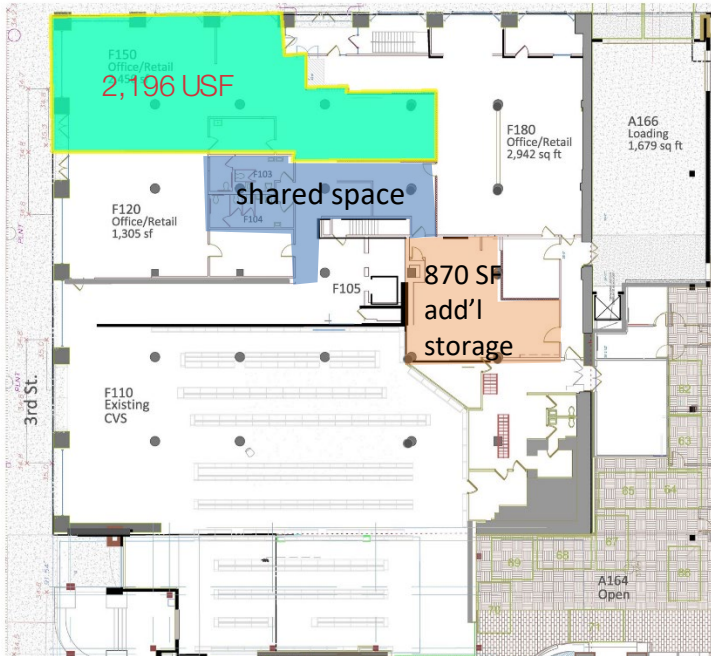 F150
Office/Retail
2,196 USF
F180
Office/Retail
2,942 sq ft
A166
Loading
1,679 sq ft
F103
shared space
F104
F120
Office/Retail
1,305 sf
F105
870 SF
add’l
storage
3rd St.
PLNT
PLNT
F110
Existing
CVS
62
63
65
64
67
68
69
66
70
71
A164
Open